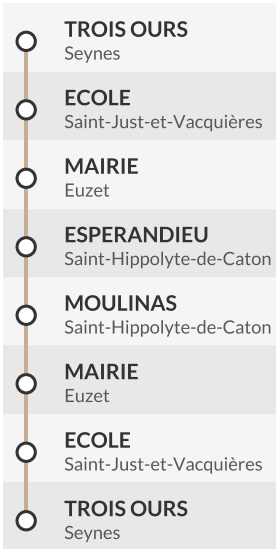 TROIS OURS
Seynes
ECOLE
Saint-Just-et-Vacquières
MAIRIE
Euzet
ESPERANDIEU
Saint-Hippolyte-de-Caton
MOULINAS
Saint-Hippolyte-de-Caton
MAIRIE
Euzet
ECOLE
Saint-Just-et-Vacquières
TROIS OURS
Seynes